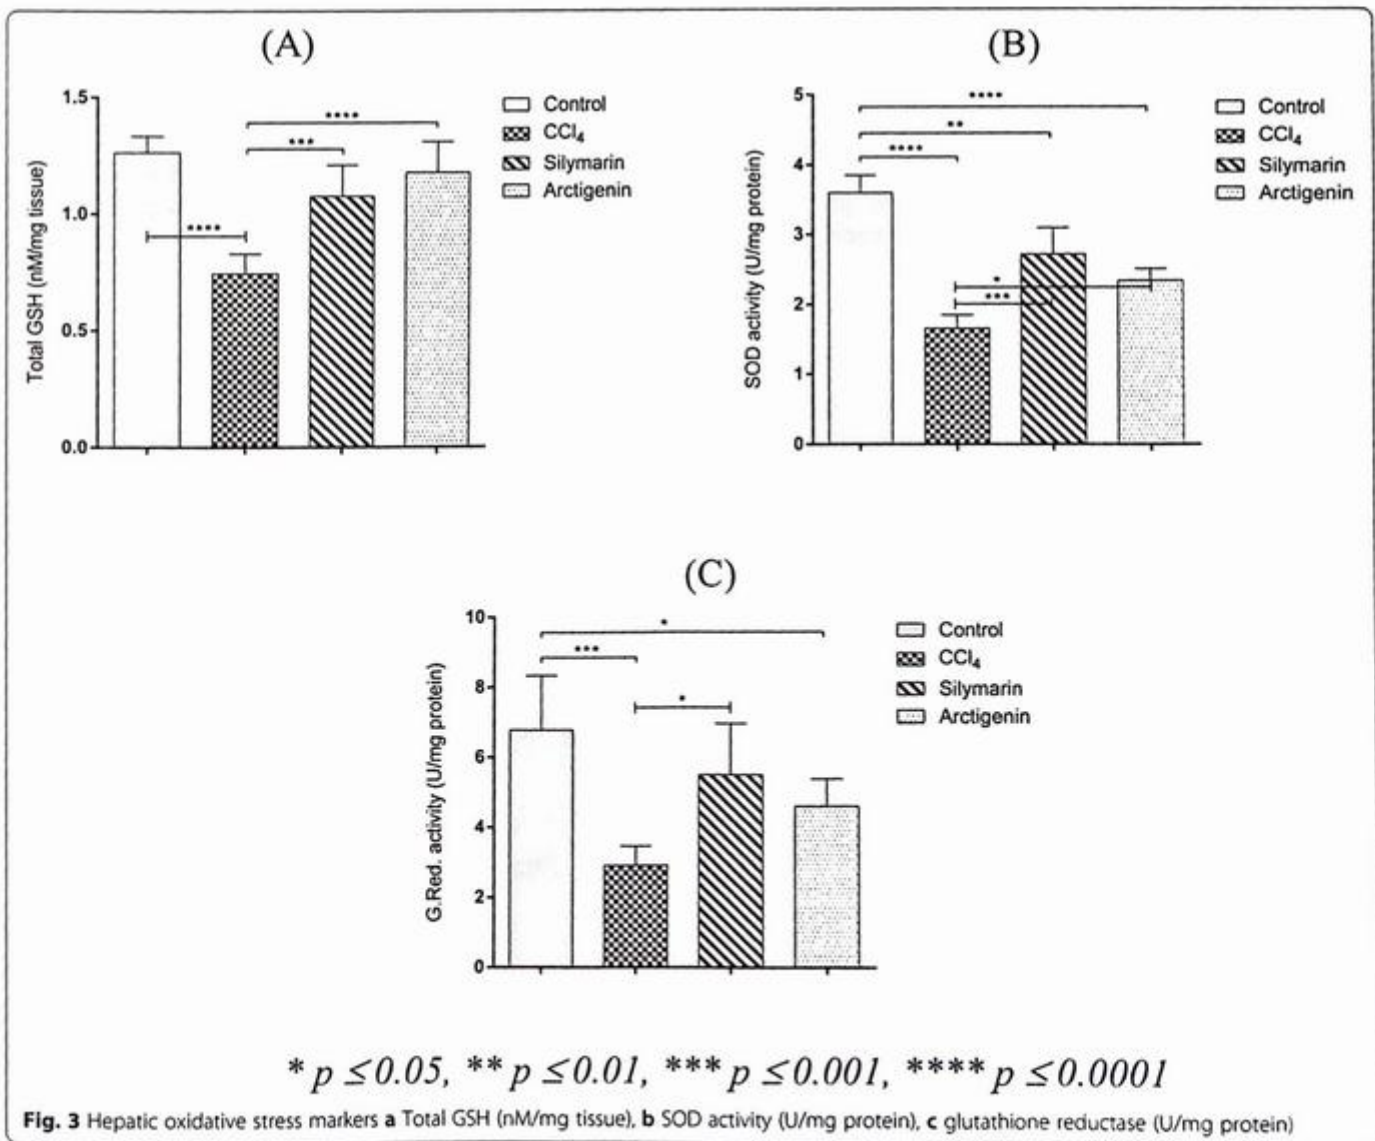 (A)
Total GSH (nM/mg tissue)
1.5
1.0
0.5
0.0
****
***
****
Control
CCl₄
Silymarin
Arctigenin
(B)
SOD activity (U/mg protein)
5
4
3
2
1
0
****
**
****
*
***
Control
CCl₄
Silymarin
Arctigenin
(C)
G.Red. activity (U/mg protein)
10
8
6
4
2
0
*
***
*
Control
CCl₄
Silymarin
Arctigenin
* p ≤0.05, ** p ≤0.01, *** p ≤0.001, **** p ≤0.0001
Fig. 3 Hepatic oxidative stress markers a Total GSH (nM/mg tissue), b SOD activity (U/mg protein), c glutathione reductase (U/mg protein)